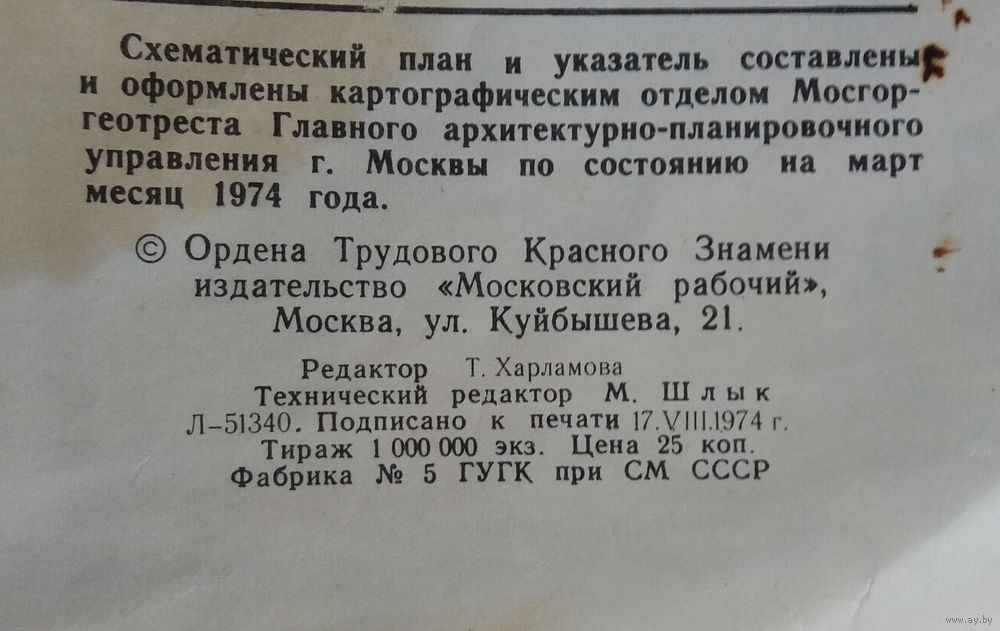 Схематический план и указатель составлены
и оформлены картографическим отделом Мосгор-
геотреста Главного архитектурно-планировочного
управления г. Москвы по состоянию на март
месяц 1974 года.
© Ордена Трудового Красного Знамени
издательство «Московский рабочий»,
Москва, ул. Куйбышева, 21.
Редактор Т. Харламова
Технический редактор М. Шлык
Л-51340. Подписано к печати 17.VIII.1974 г.
Тираж 1 000 000 экз. Цена 25 коп.
Фабрика № 5 ГУГК при СМ СССР
www.ay.by